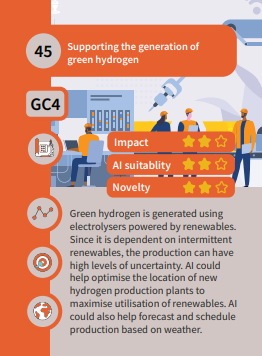 45
Supporting the generation of
green hydrogen
GC4
Impact
AI suitablity
Novelty
Green hydrogen is generated using
electrolysers powered by renewables.
Since it is dependent on intermittent
renewables, the production can have
high levels of uncertainty. AI could
help optimise the location of new
hydrogen production plants to
maximise utilisation of renewables. AI
could also help forecast and schedule
production based on weather.